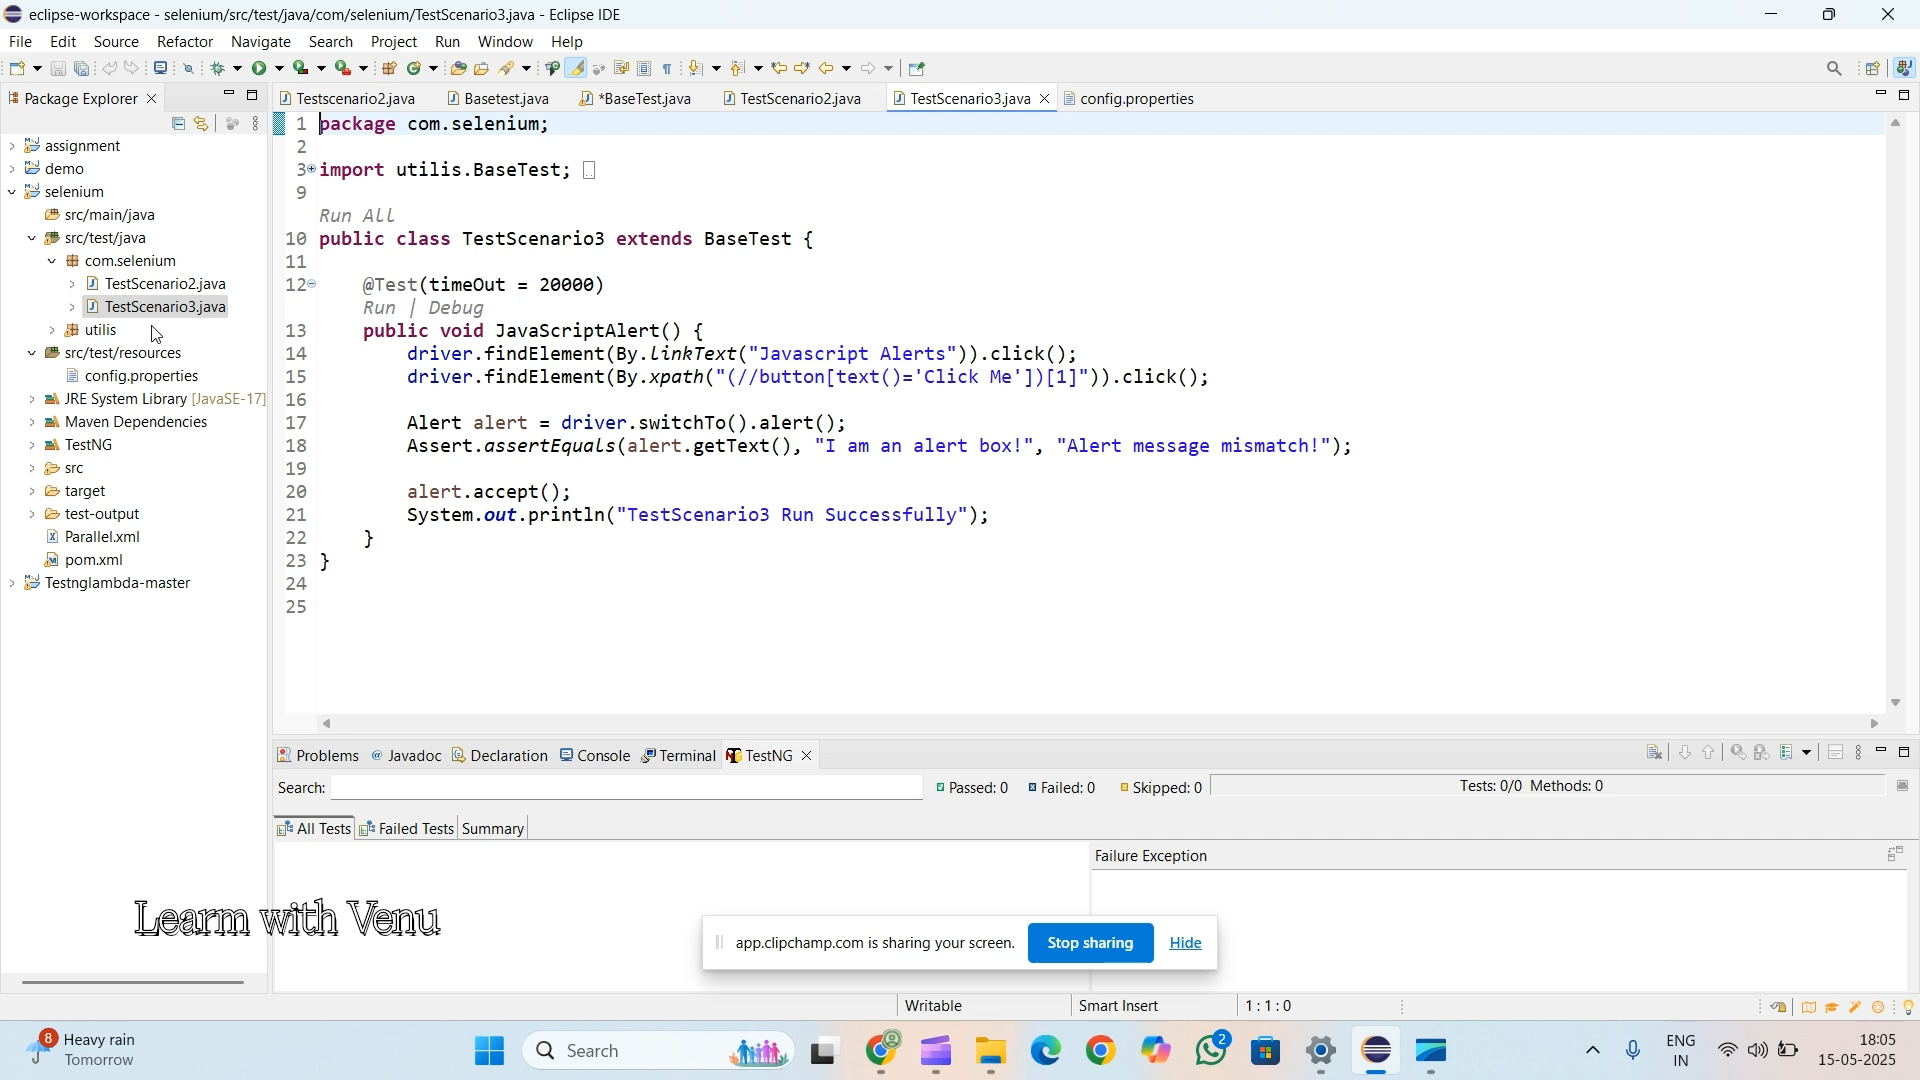 eclipse-workspace - selenium/src/test/java/com/selenium/TestScenario3.java - Eclipse IDE
File Edit Source Refactor Navigate Search Project Run Window Help
Package Explorer
Testscenario2.java Basetest.java *BaseTest.java TestScenario2.java TestScenario3.java config.properties
assignment
demo
selenium
src/main/java
src/test/java
com.selenium
TestScenario2.java
TestScenario3.java
utilis
src/test/resources
config.properties
JRE System Library [JavaSE-17]
Maven Dependencies
TestNG
src
target
test-output
Parallel.xml
pom.xml
Testnglambda-master
1 package com.selenium;
2
3 import utilis.BaseTest;
9
Run All
10 public class TestScenario3 extends BaseTest {
11
12 @Test(timeOut = 20000)
Run | Debug
13 public void JavaScriptAlert() {
14 driver.findElement(By.linkText("Javascript Alerts")).click();
15 driver.findElement(By.xpath("(//button[text()='Click Me'])[1]")).click();
16
17 Alert alert = driver.switchTo().alert();
18 Assert.assertEquals(alert.getText(), "I am an alert box!", "Alert message mismatch!");
19
20 alert.accept();
21 System.out.println("TestScenario3 Run Successfully");
22 }
23 }
24
25
Problems Javadoc Declaration Console Terminal TestNG
Search: Passed: 0 Failed: 0 Skipped: 0 Tests: 0/0 Methods: 0
All Tests Failed Tests Summary
Failure Exception
Learm with Venu
app.clipchamp.com is sharing your screen. Stop sharing Hide
Writable Smart Insert 1 : 1 : 0
8 Heavy rain
Tomorrow
Search
2
ENG
IN
18:05
15-05-2025